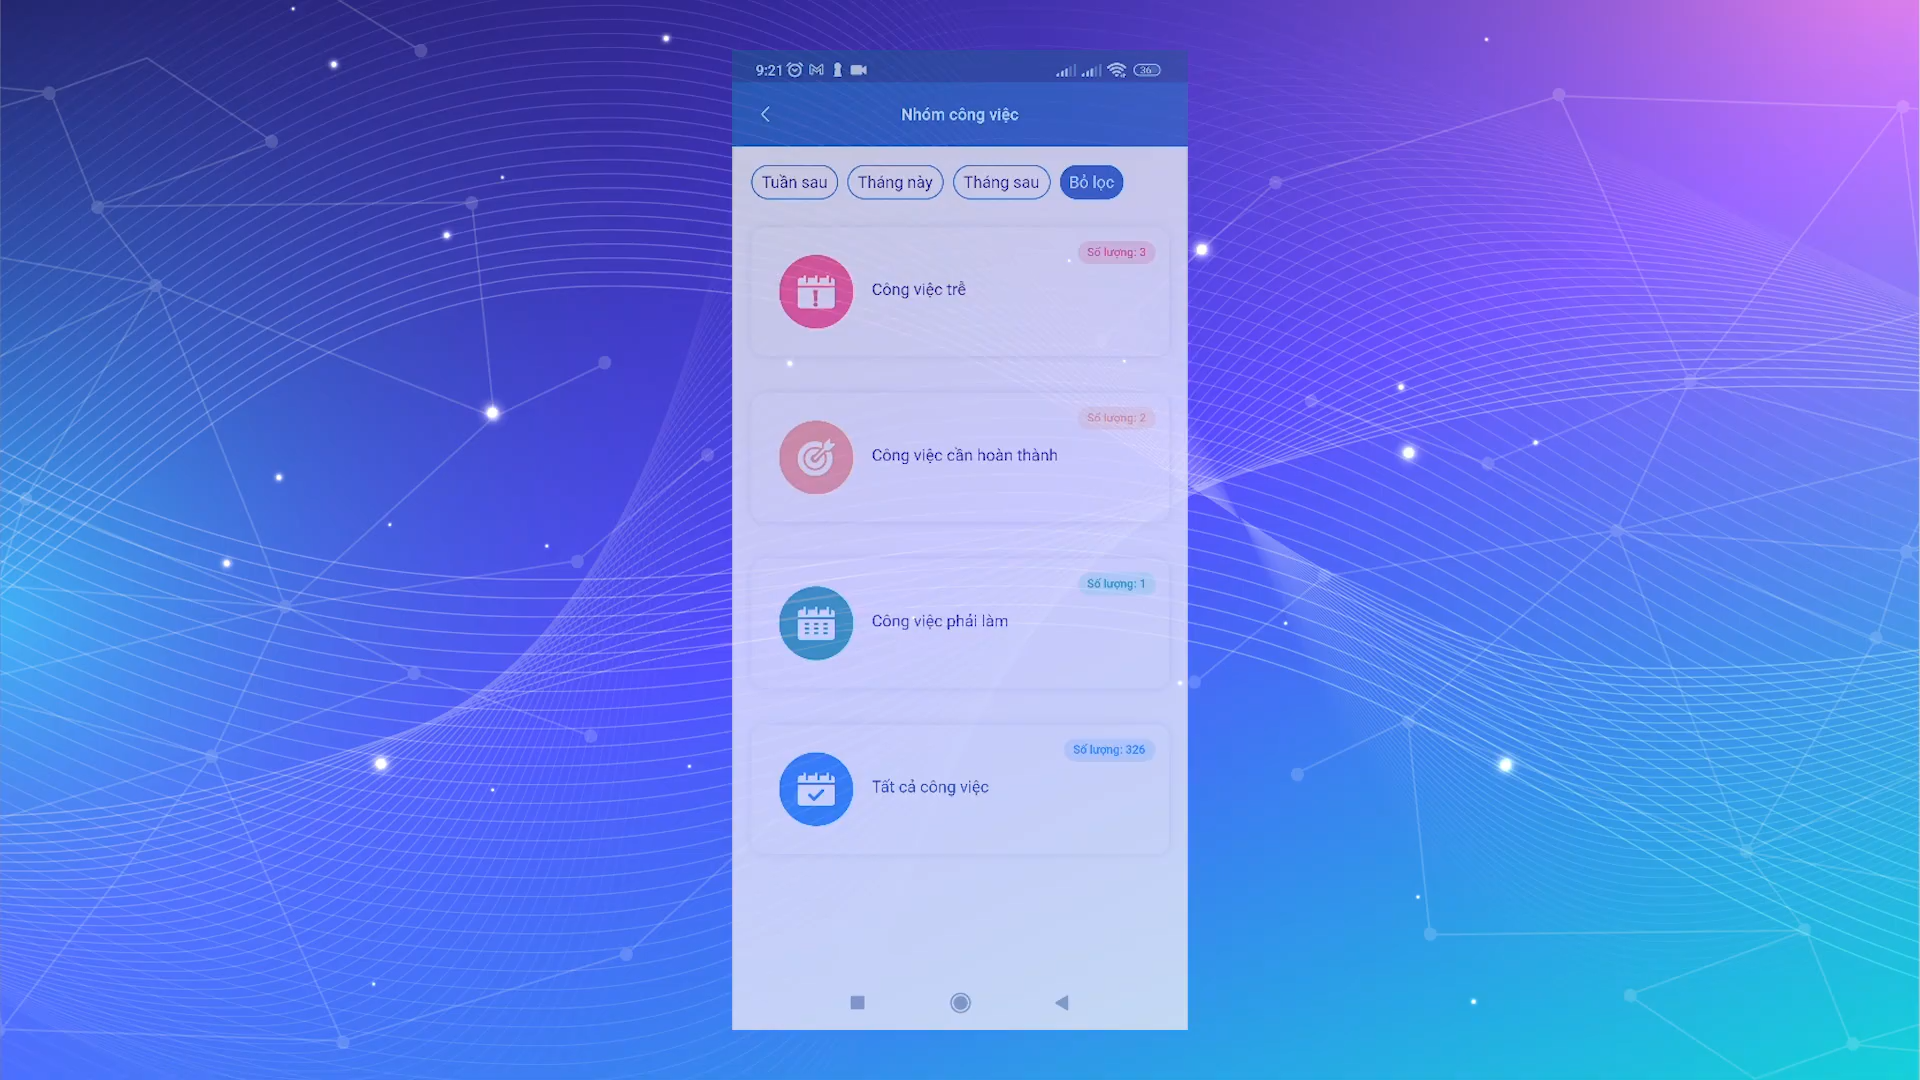 9:21
36
Nhóm công việc
Tuần sau
Tháng này
Tháng sau
Bỏ lọc
Số lượng: 3
Công việc trễ
Số lượng: 2
Công việc cần hoàn thành
Số lượng: 1
Công việc phải làm
Số lượng: 326
Tất cả công việc